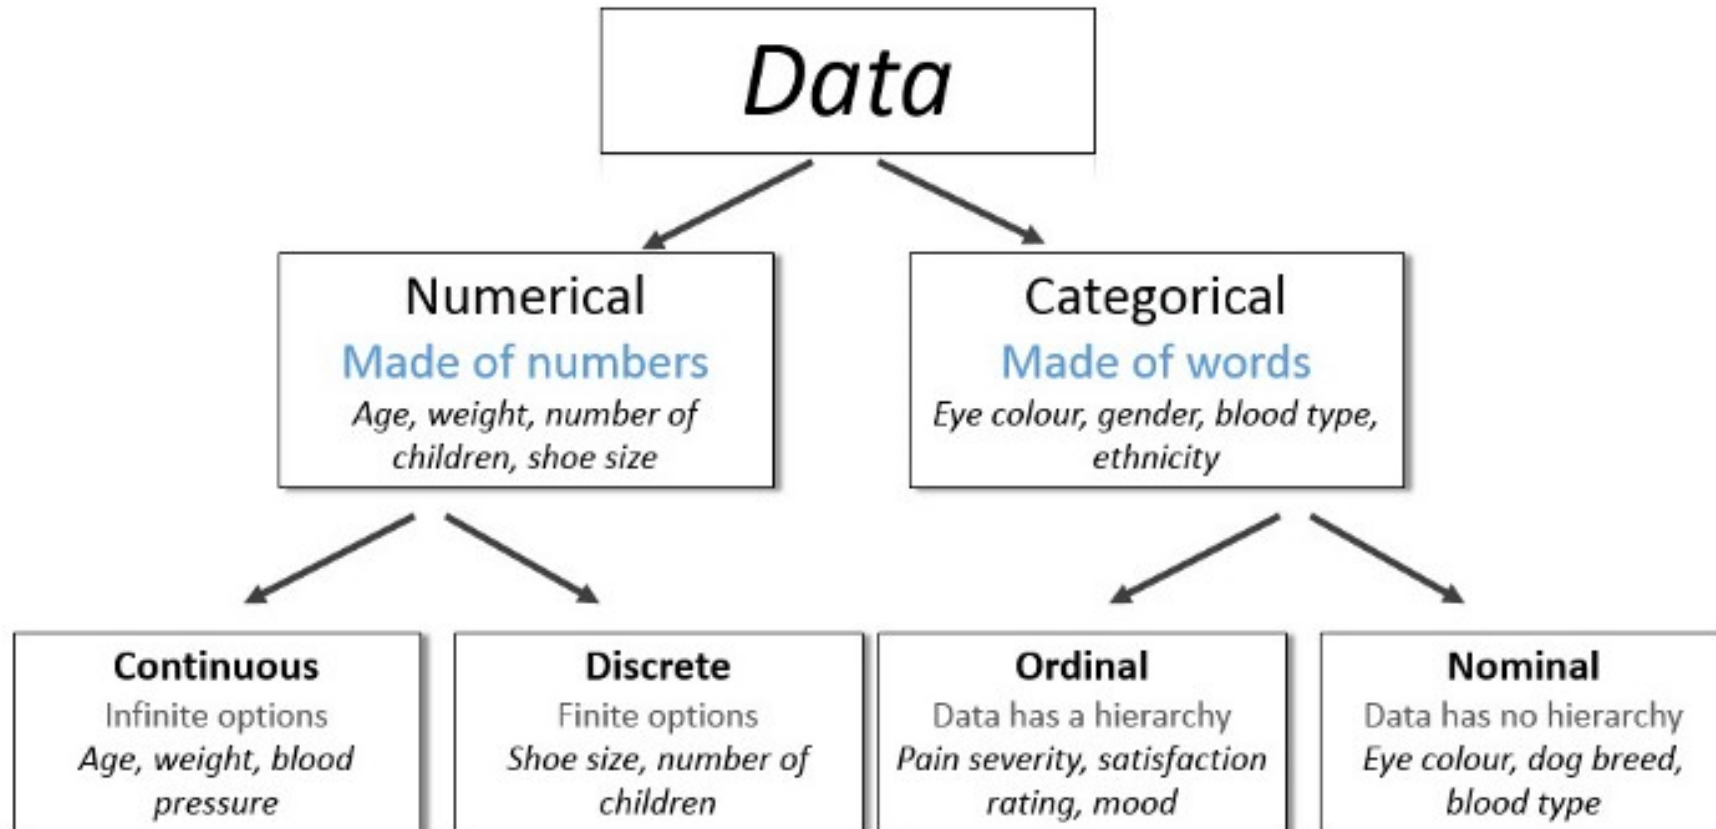 Data
Numerical
Made of numbers
Age, weight, number of
children, shoe size
Categorical
Made of words
Eye colour, gender, blood type,
ethnicity
Continuous
Infinite options
Age, weight, blood
pressure
Discrete
Finite options
Shoe size, number of
children
Ordinal
Data has a hierarchy
Pain severity, satisfaction
rating, mood
Nominal
Data has no hierarchy
Eye colour, dog breed,
blood type